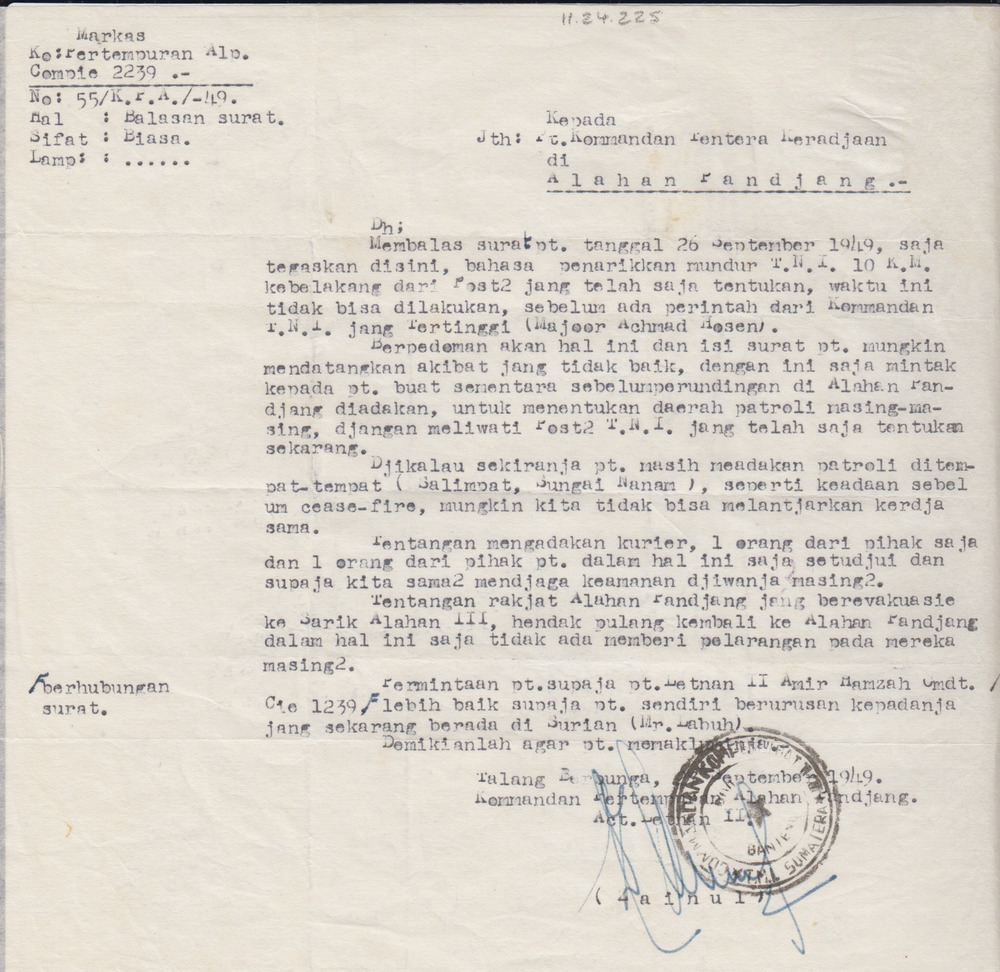 11.24.225
Markas
Ko:Pertempuran Alp.
Compie 2239 .-
No: 55/K.P.A./-49.
Hal : Balasan surat.
Sifat : Biasa.
Lamp: : ......
Kepada
Jth: Pt.Kommandan Tentera Keradjaan
di
A l a h a n P a n d j a n g .-
Dh;
Membalas surat pt. tanggal 26 September 1949, saja
tegaskan disini, bahasa penarikkan mundur T.N.I. 10 K.M.
kebelakang dari Post2 jang telah saja tentukan, waktu ini
tidak bisa dilakukan, sebelum ada perintah dari Kommandan
T.N.I. jang Tertinggi (Majoor Achmad Hosen).
Berpedoman akan hal ini dan isi surat pt. mungkin
mendatangkan akibat jang tidak baik, dengan ini saja mintak
kepada pt. buat sementara sebelumperundingan di Alahan Pan-
djang diadakan, untuk menentukan daerah patroli masing-ma-
sing, djangan meliwati Post2 T.N.I. jang telah saja tentukan
sekarang.
Djikalau sekiranja pt. masih meadakan patroli ditem-
pat-tempat ( Salimpat, Sungai Nanam ), seperti keadaan sebel
um cease-fire, mungkin kita tidak bisa melantjarkan kerdja
sama.
Tentangan mengadakan kurier, 1 orang dari pihak saja
dan 1 orang dari pihak pt. dalam hal ini saja setudjui dan
supaja kita sama2 mendjaga keamanan djiwanja masing2.
Tentangan rakjat Alahan Pandjang jang berevakuasie
ke Sarik Alahan III, hendak pulang kembali ke Alahan Pandjang
dalam hal ini saja tidak ada memberi pelarangan pada mereka
masing2.
berhubungan
surat.
Permintaan pt.supaja pt.Letnan II Amir Hamzah Cmdt.
Cie 1239, lebih baik supaja pt. sendiri berurusan kepadanja
jang sekarang berada di Surian (Mr.Labuh).
Demikianlah agar pt. memakluminja.
Talang Berbunga, September 1949.
Kommandan Pertempuran Alahan Pandjang.
Act.Letnan II.
BANTENG
SUMATERA
( Z a i n u l )